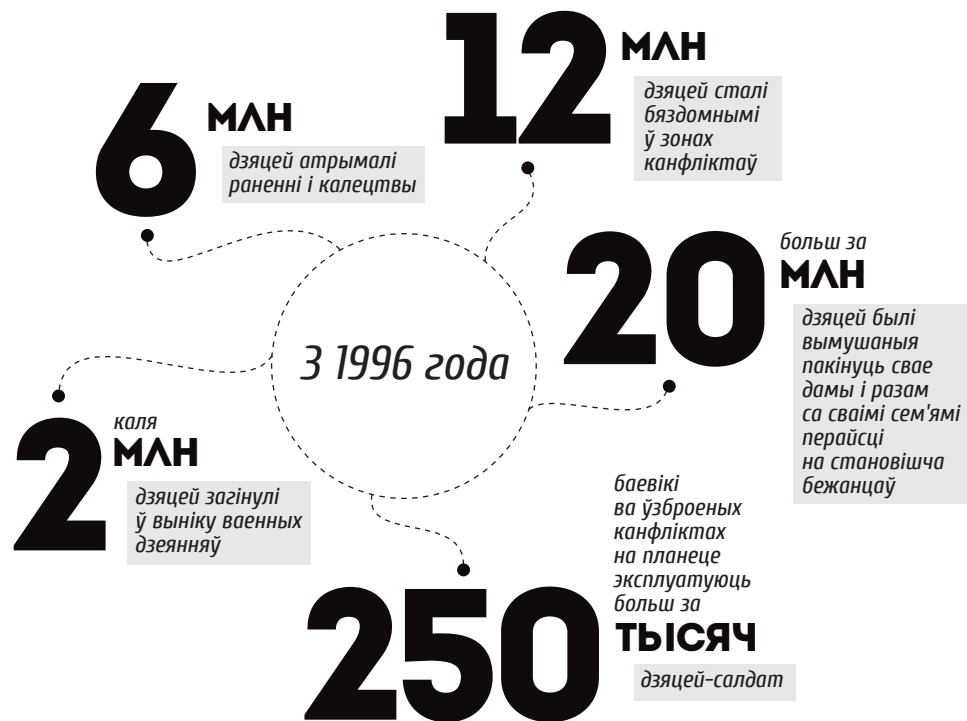 6 МЛН
дзяцей атрымалі
раненні і калецтвы
12 МЛН
дзяцей сталі
бяздомнымі
ў зонах
канфліктаў
З 1996 года
20
больш за
МЛН
дзяцей былі
вымушаныя
пакінуць свае
дамы і разам
са сваімі сем'ямі
перайсці
на становішча
бежанцаў
2
каля
МЛН
дзяцей загінулі
ў выніку ваенных
дзеянняў
баевікі
ва ўзброеных
канфліктах
на планеце
эксплуатуюць
больш за
250 ТЫСЯЧ
дзяцей-салдат